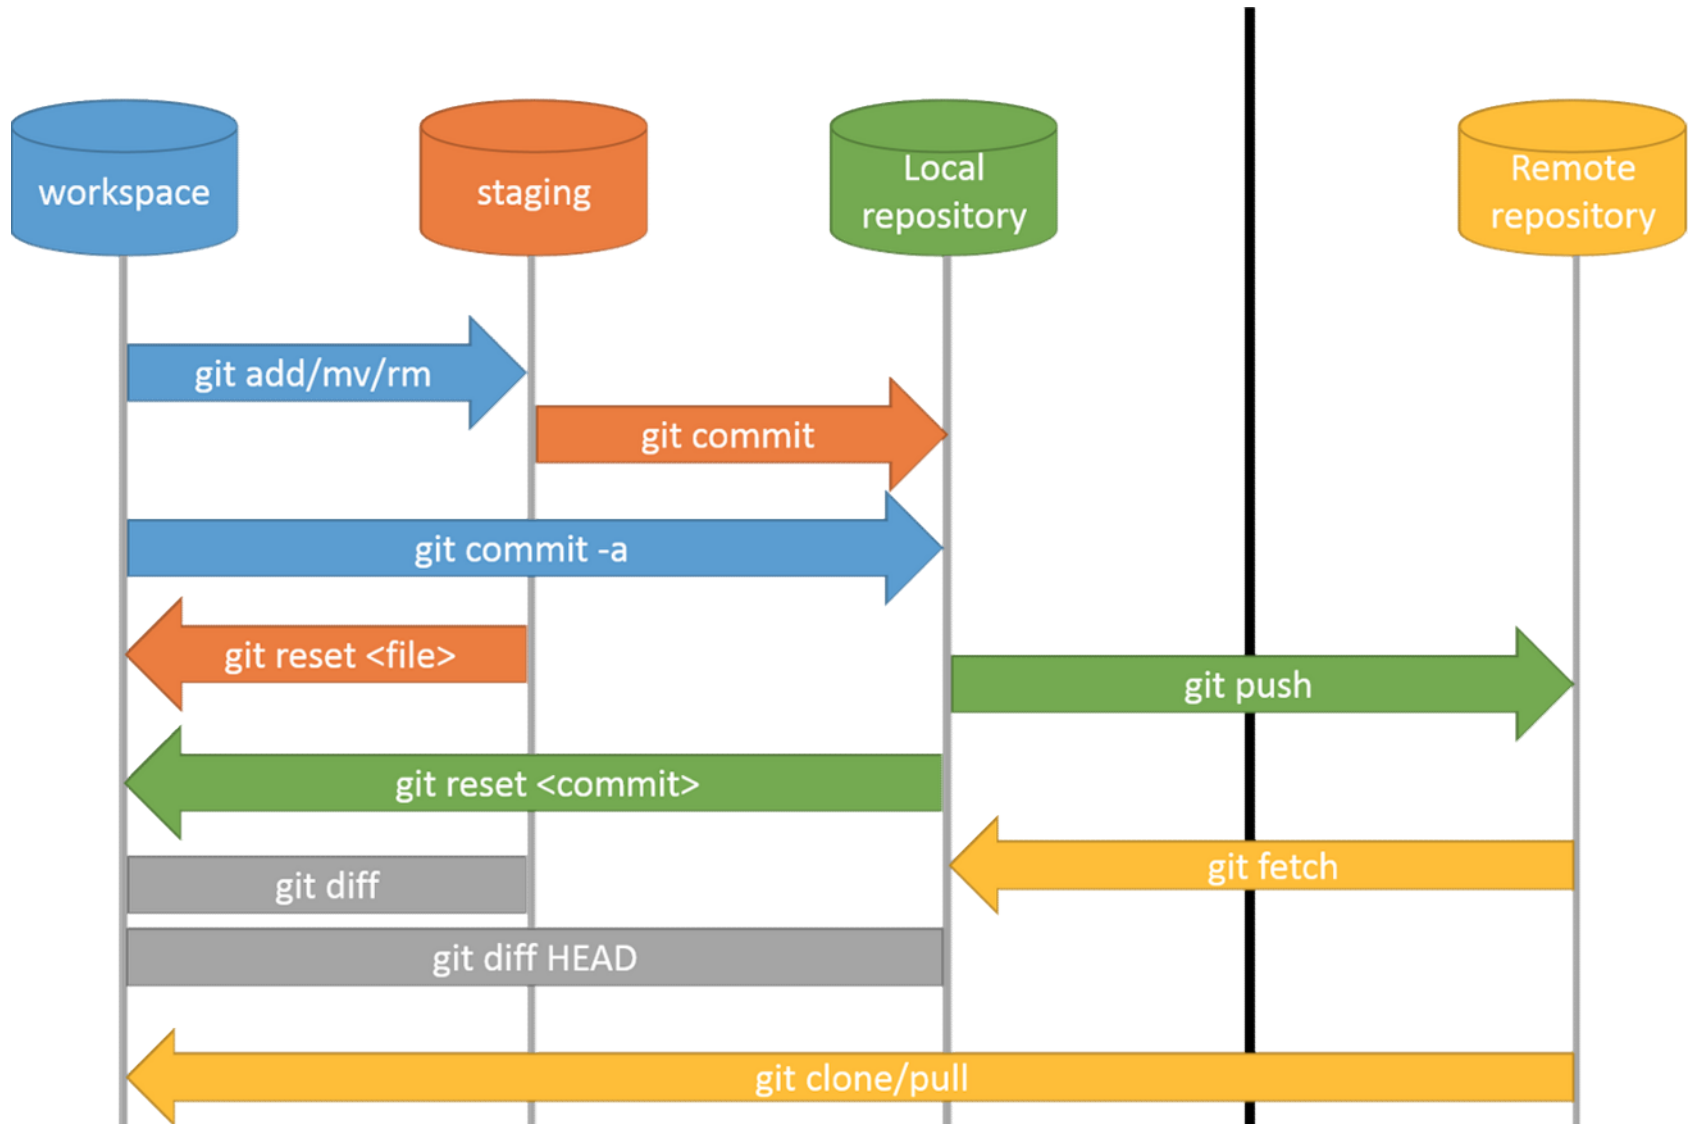 workspace
staging
Local
repository
Remote
repository
git add/mv/rm
git commit
git commit -a
git reset <file>
git push
git reset <commit>
git fetch
git diff
git diff HEAD
git clone/pull